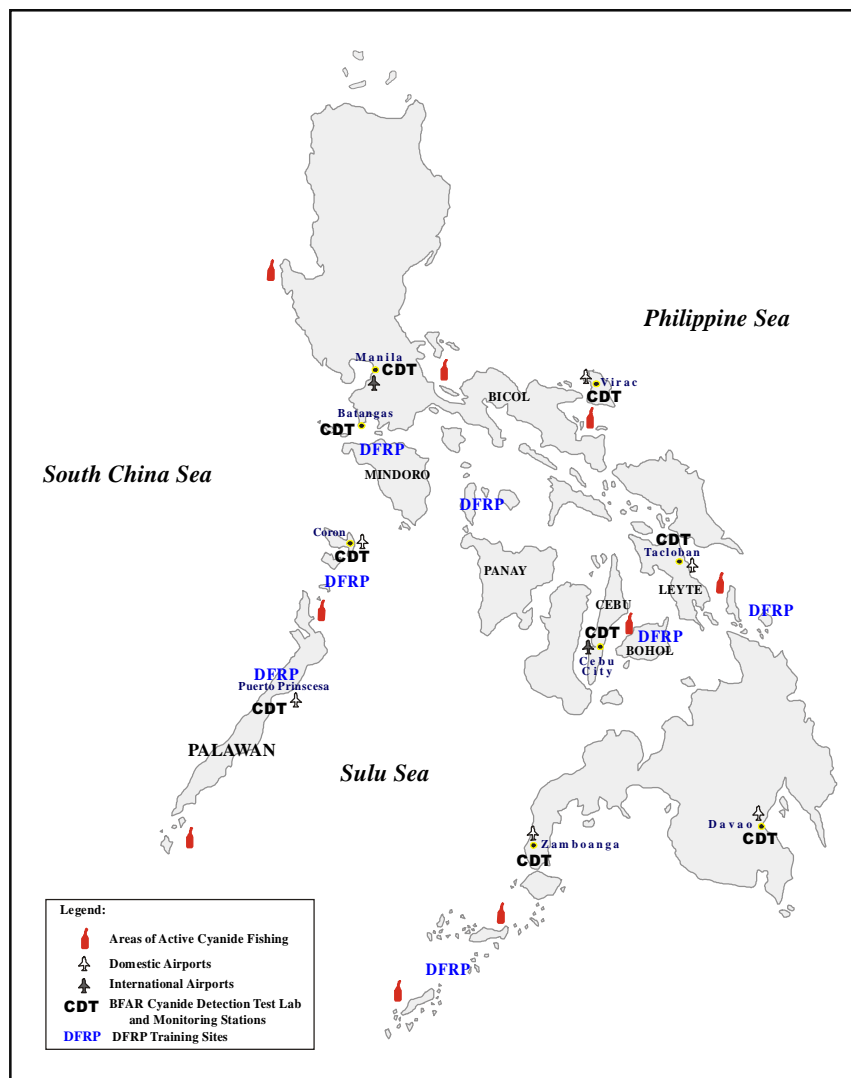 Philippine Sea
Manila
CDT
Virac
CDT
BICOL
Batangas
CDT
DFRP
South China Sea
MINDORO
DFRP
Coron
CDT
CDT
Tacloban
PANAY
DFRP
CEBU
LEYTE
DFRP
CDT
DFRP
BOHOL
Cebu
City
DFRP
Puerto Prinscesa
CDT
PALAWAN
Sulu Sea
Davao
CDT
Zamboanga
CDT
DFRP
Legend:
Areas of Active Cyanide Fishing
Domestic Airports
International Airports
CDT BFAR Cyanide Detection Test Lab
and Monitoring Stations
DFRP DFRP Training Sites